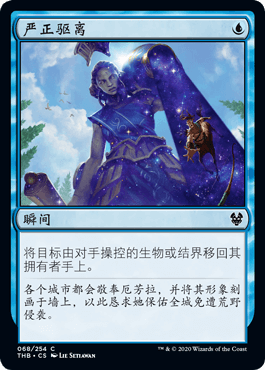 严正驱离
瞬间
将目标由对手操控的生物或结界移回其
拥有者手上。
各个城市都会敬奉厄芳拉，并将其形象刻
画于墙上，以此恳求她保佑全城免遭荒野
侵袭。
068/254 C
THB • CS LIE SETIAWAN
™ & © 2020 Wizards of the Coast